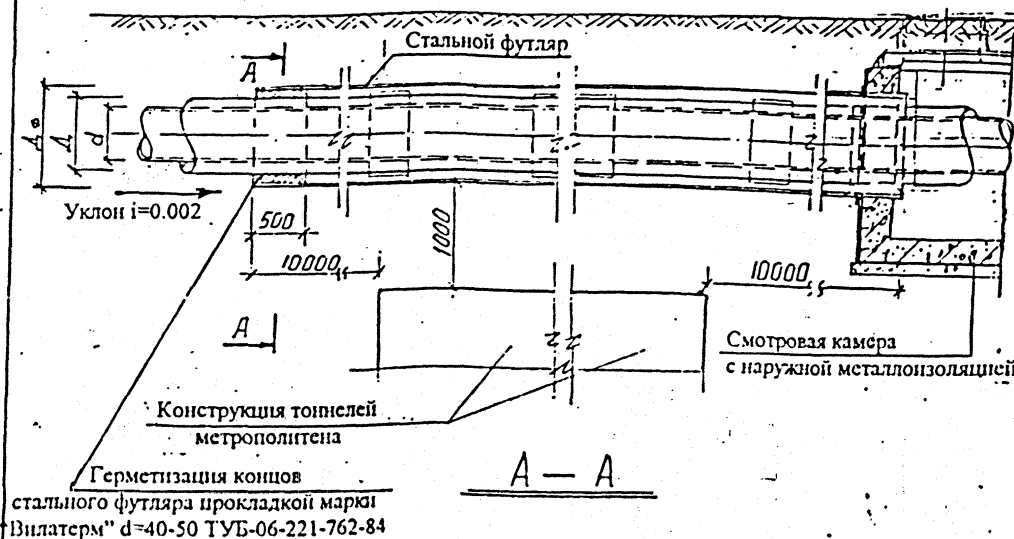 Стальной футляр
А
Дф
Д
d
Уклон i=0.002
500
10000
1000
10000
А
Смотровая камера
с наружной металлоизоляцией
Конструкция тоннелей
метрополитена
А — А
Герметизация концов
стального футляра прокладкой марки
"Вилатерм" d=40-50 ТУБ-06-221-762-84